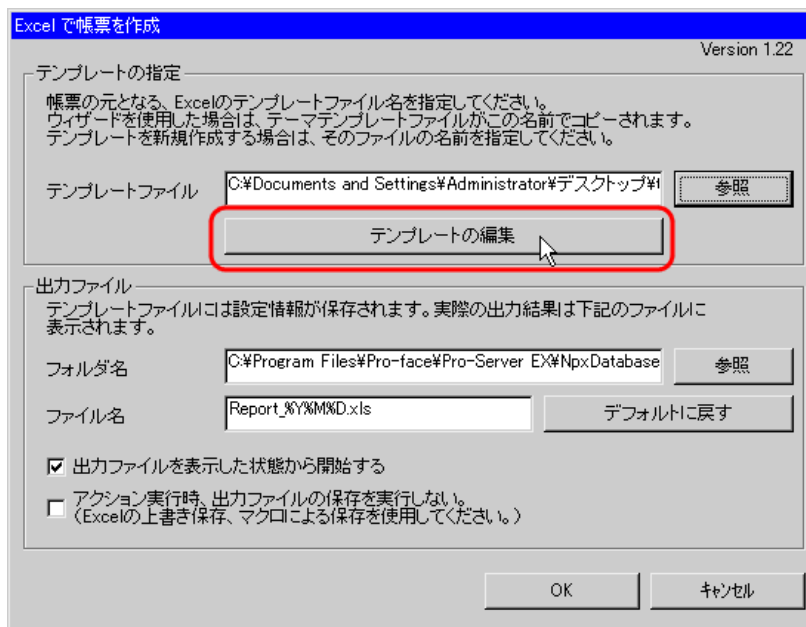 Excel で帳票を作成
Version 1.22
テンプレートの指定
帳票の元となる、Excelのテンプレートファイル名を指定してください。
ウィザードを使用した場合は、テーマテンプレートファイルがこの名前でコピーされます。
テンプレートを新規作成する場合は、そのファイルの名前を指定してください。
テンプレートファイル
C:¥Documents and Settings¥Administrator¥デスクトップ¥t
参照
テンプレートの編集
出力ファイル
テンプレートファイルには設定情報が保存されます。実際の出力結果は下記のファイルに
表示されます。
フォルダ名
C:¥Program Files¥Pro-face¥Pro-Server EX¥NpxDatabase
参照
ファイル名
Report_%Y%M%D.xls
デフォルトに戻す
出力ファイルを表示した状態から開始する
アクション実行時、出力ファイルの保存を実行しない。
（Excelの上書き保存、マクロによる保存を使用してください。）
OK
キャンセル